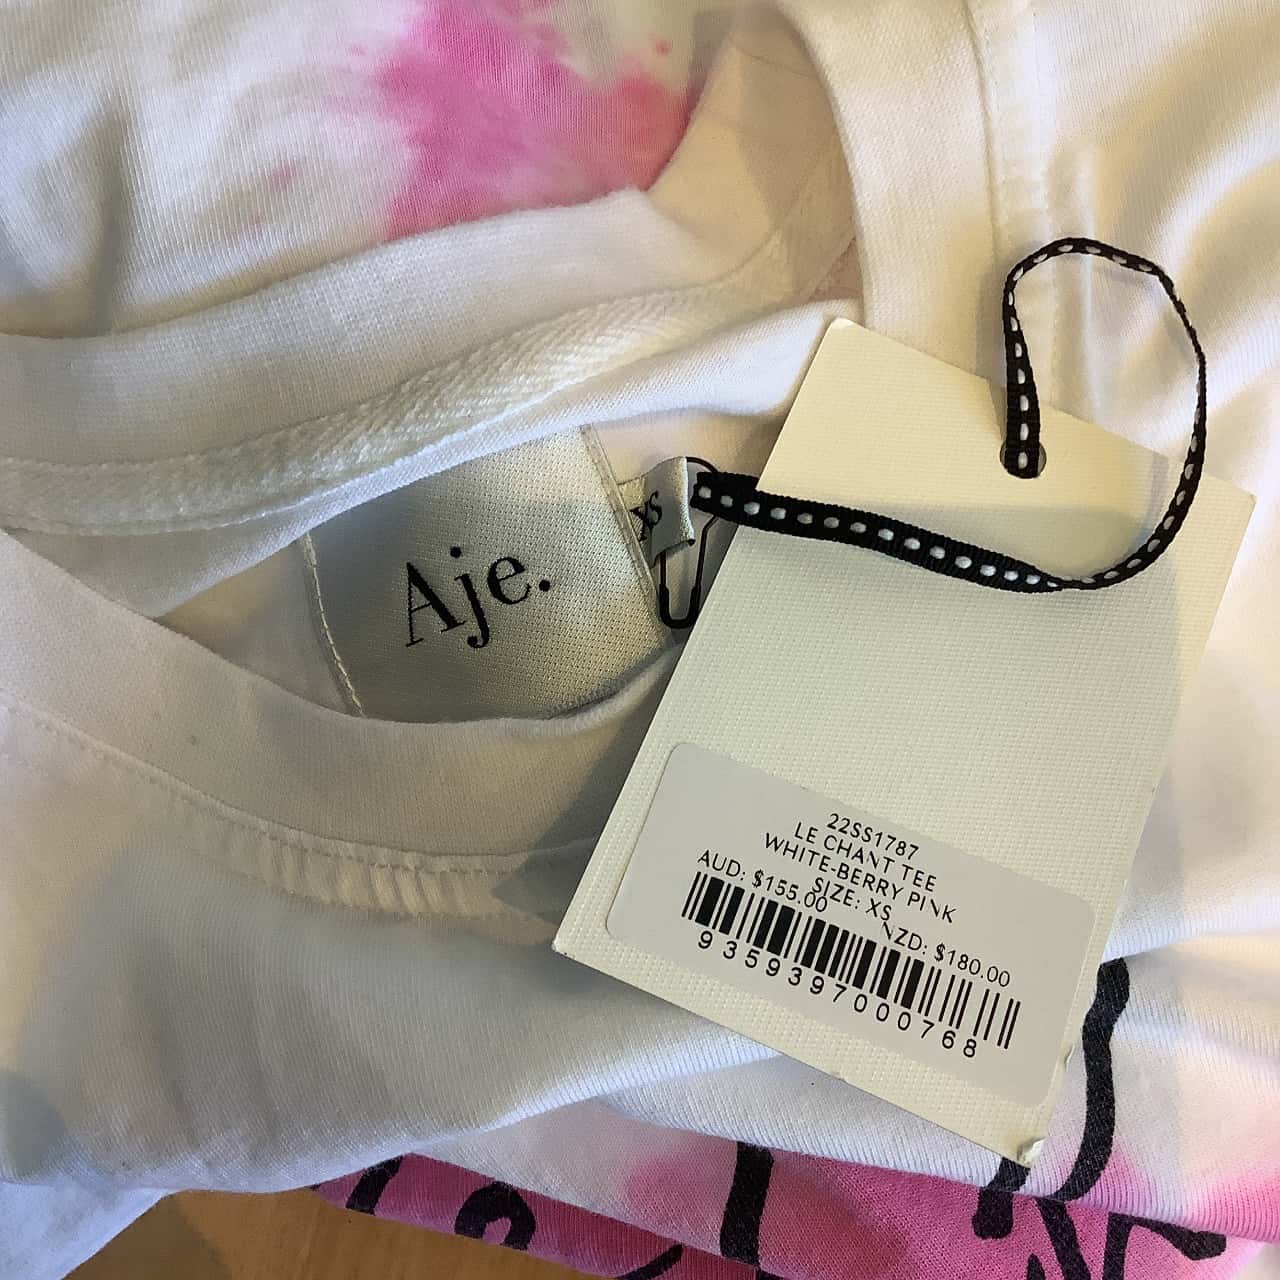 Aje.
XS
22SS1787
LE CHANT TEE
WHITE-BERRY PINK
SIZE: XS
AUD: $155.00 NZD: $180.00
9359397000768